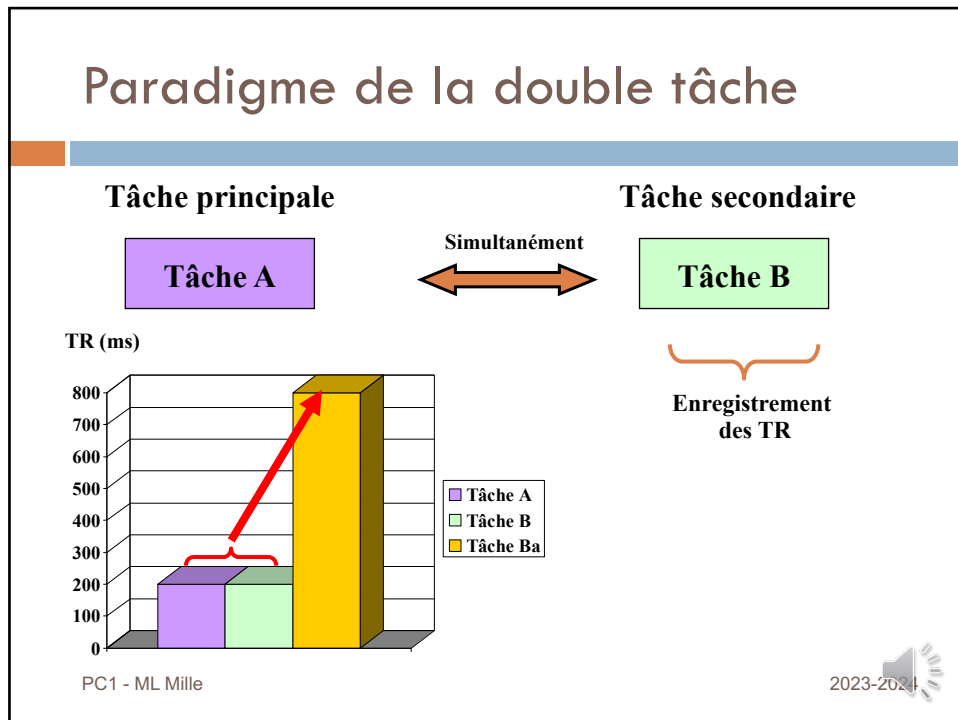 Paradigme de la double tâche
Tâche principale
Tâche secondaire
Simultanément
Tâche A
Tâche B
TR (ms)
Enregistrement
des TR
800
700
600
500
400
300
200
100
0
Tâche A
Tâche B
Tâche Ba
PC1 - ML Mille
2023-2024